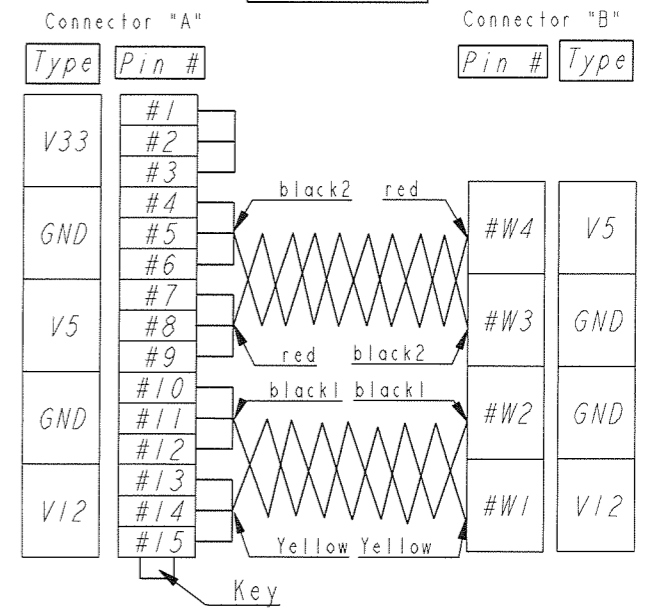 Connector "A" Connector "B"
Type Pin # Pin # Type
V33 #1
#2
#3
GND #4
#5
#6
V5 #7
#8
#9
GND #10
#11
#12
V12 #13
#14
#15
black2 red
red black2
black1 black1
Yellow Yellow
#W4 V5
#W3 GND
#W2 GND
#W1 V12
Key